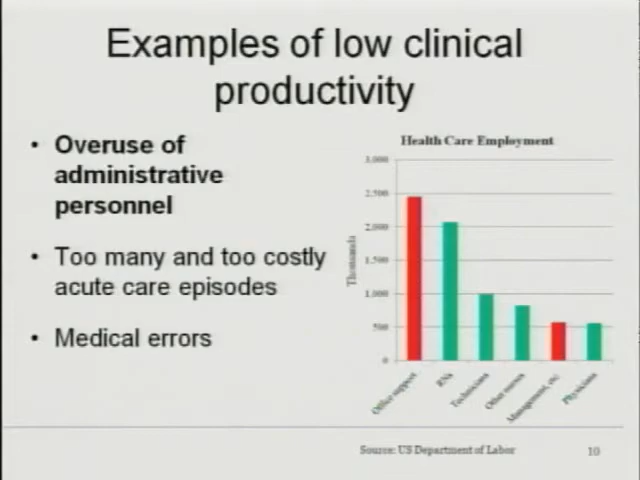 Examples of low clinical
productivity
• Overuse of
administrative
personnel
• Too many and too costly
acute care episodes
• Medical errors
Health Care Employment
Thousands
3,000
2,500
2,000
1,500
1,000
500
0
Office support
RNs
Technicians
Other nurses
Management, etc
Physicians
Source: US Department of Labor
10